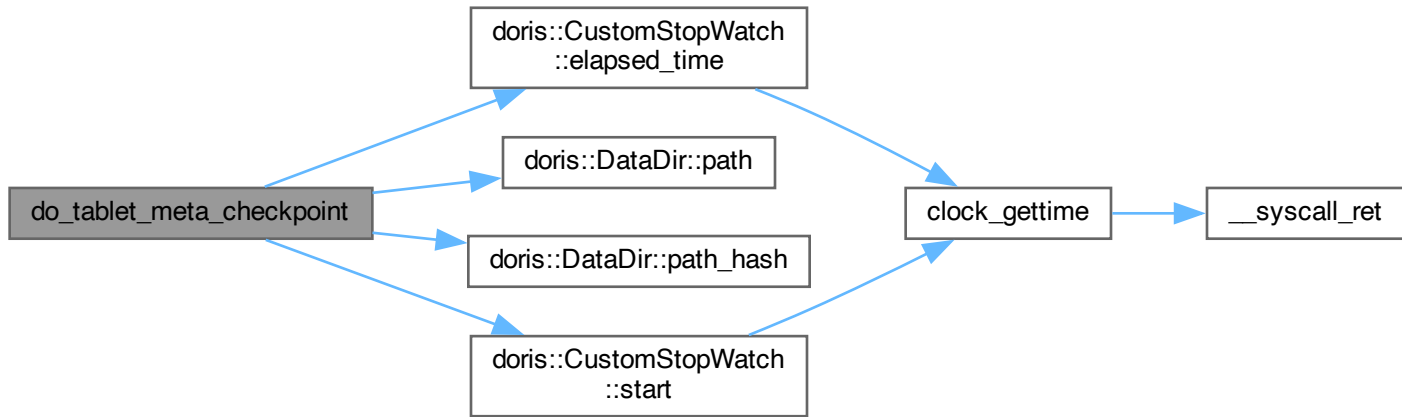 do_tablet_meta_checkpoint
doris::CustomStopWatch
::elapsed_time
doris::DataDir::path
doris::DataDir::path_hash
doris::CustomStopWatch
::start
clock_gettime
__syscall_ret